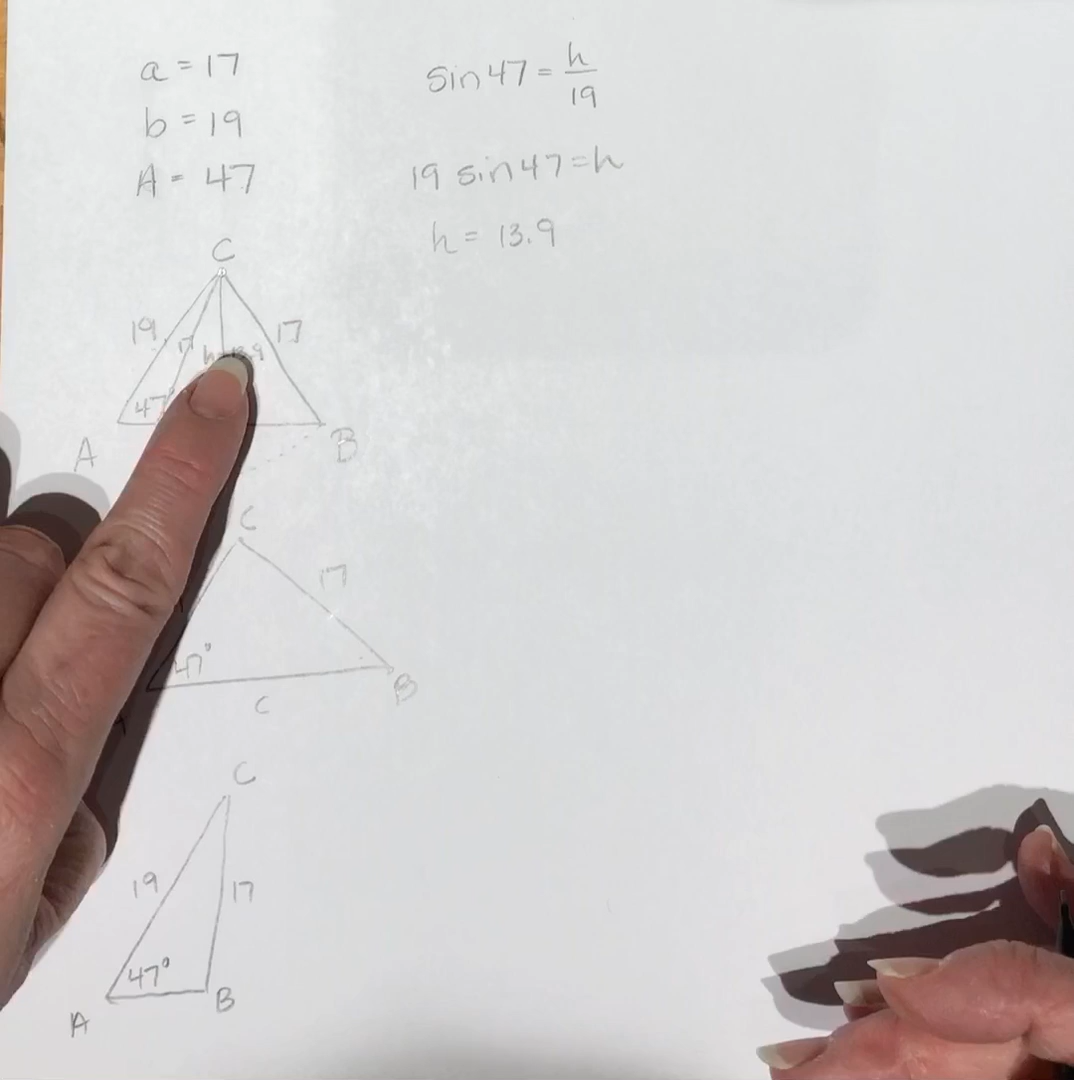 a = 17
b = 19
A = 47
sin 47 = h/19
19 sin 47 = h
h = 13.9
C
19
17
17
47
A
B
C
17
47°
C
B
C
19
17
47°
A
B